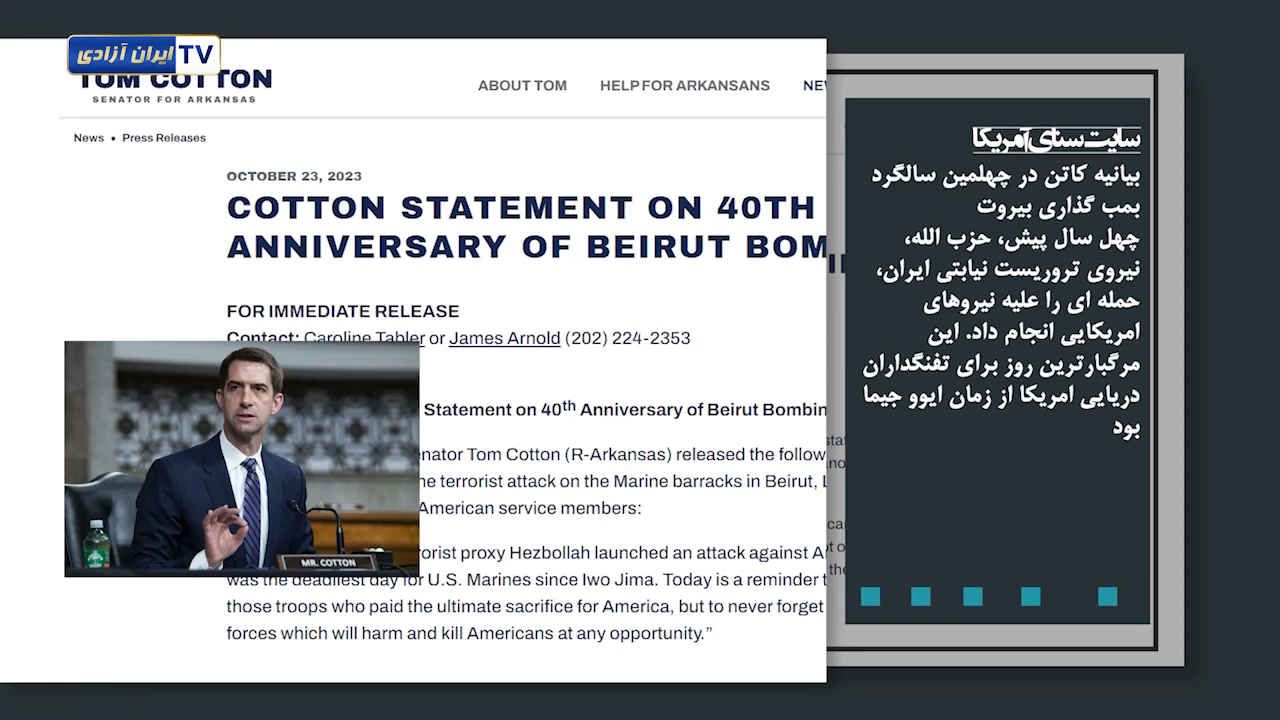 ایران آزادی TV
TOM COTTON
SENATOR FOR ARKANSAS
ABOUT TOM
HELP FOR ARKANSANS
News • Press Releases
OCTOBER 23, 2023
COTTON STATEMENT ON 40TH
ANNIVERSARY OF BEIRUT
FOR IMMEDIATE RELEASE
Contact: Caroline Tabler or James Arnold (202) 224-2353
Statement on 40th Anniversary of Beirut
Tom Cotton (R-Arkansas) released the
terrorist attack on the Marine barracks in Beirut,
American service members:
proxy Hezbollah launched an attack against
was the deadliest day for U.S. Marines since Iwo Jima. Today is a reminder
those troops who paid the ultimate sacrifice for America, but to never forget
forces which will harm and kill Americans at any opportunity.”
MR. COTTON
سایت سنای آمریکا
بیانیه کاتن در چهلمین سالگرد
بمب گذاری بیروت
چهل سال پیش، حزب الله،
نیروی تروریست نیابتی ایران،
حمله ای را علیه نیروهای
امریکایی انجام داد. این
مرگبارترین روز برای تفنگداران
دریایی امریکا از زمان ایوو جیما
بود